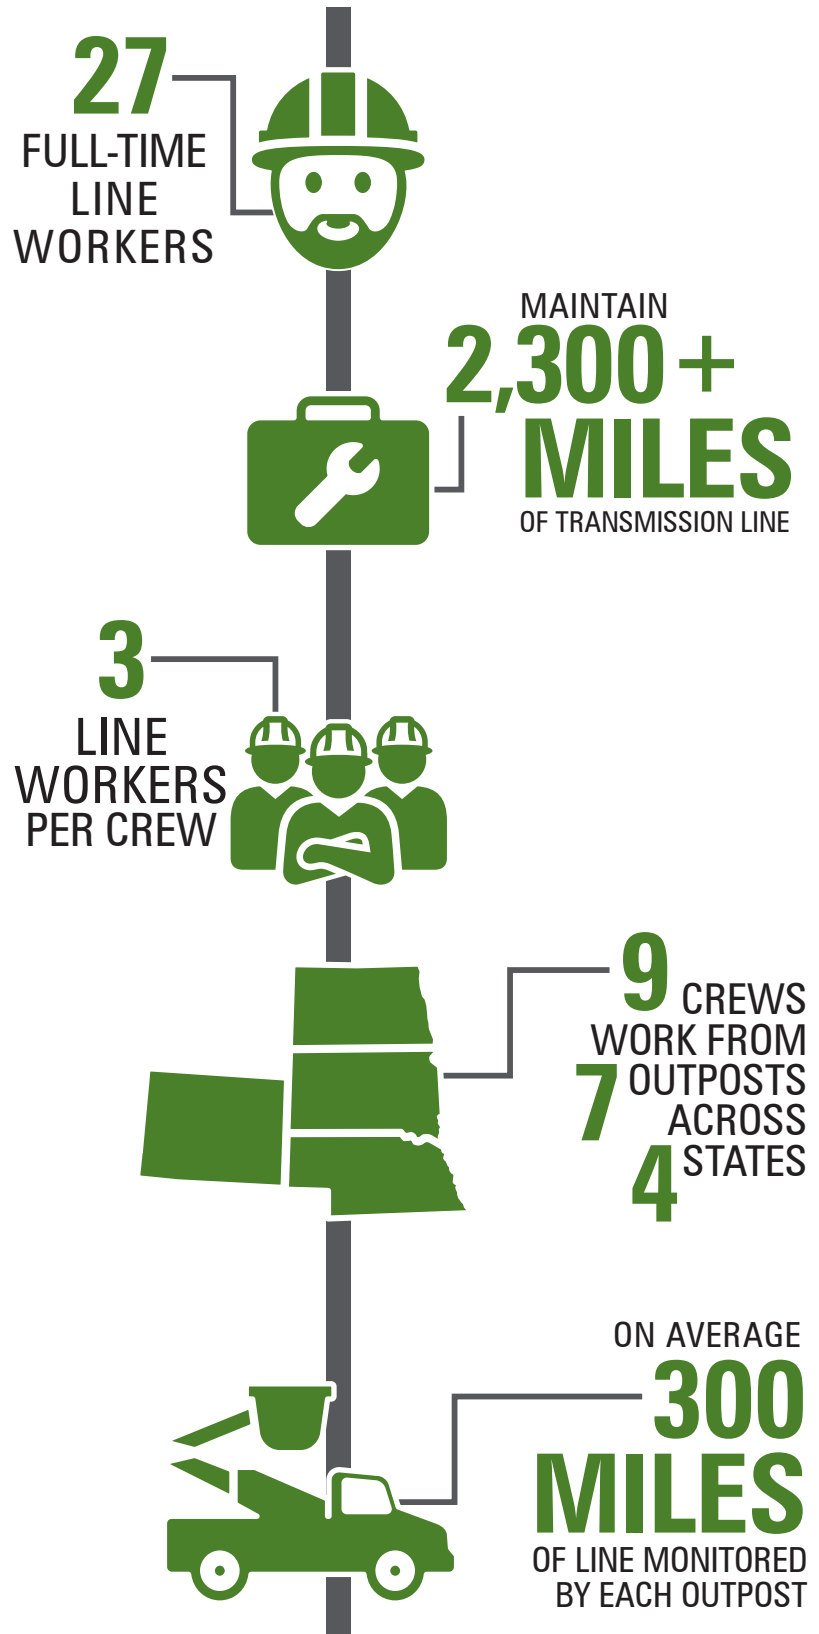 27
FULL-TIME
LINE
WORKERS
MAINTAIN
2,300+
MILES
OF TRANSMISSION LINE
3
LINE
WORKERS
PER CREW
9 CREWS
WORK FROM
7 OUTPOSTS
ACROSS
4 STATES
ON AVERAGE
300
MILES
OF LINE MONITORED
BY EACH OUTPOST